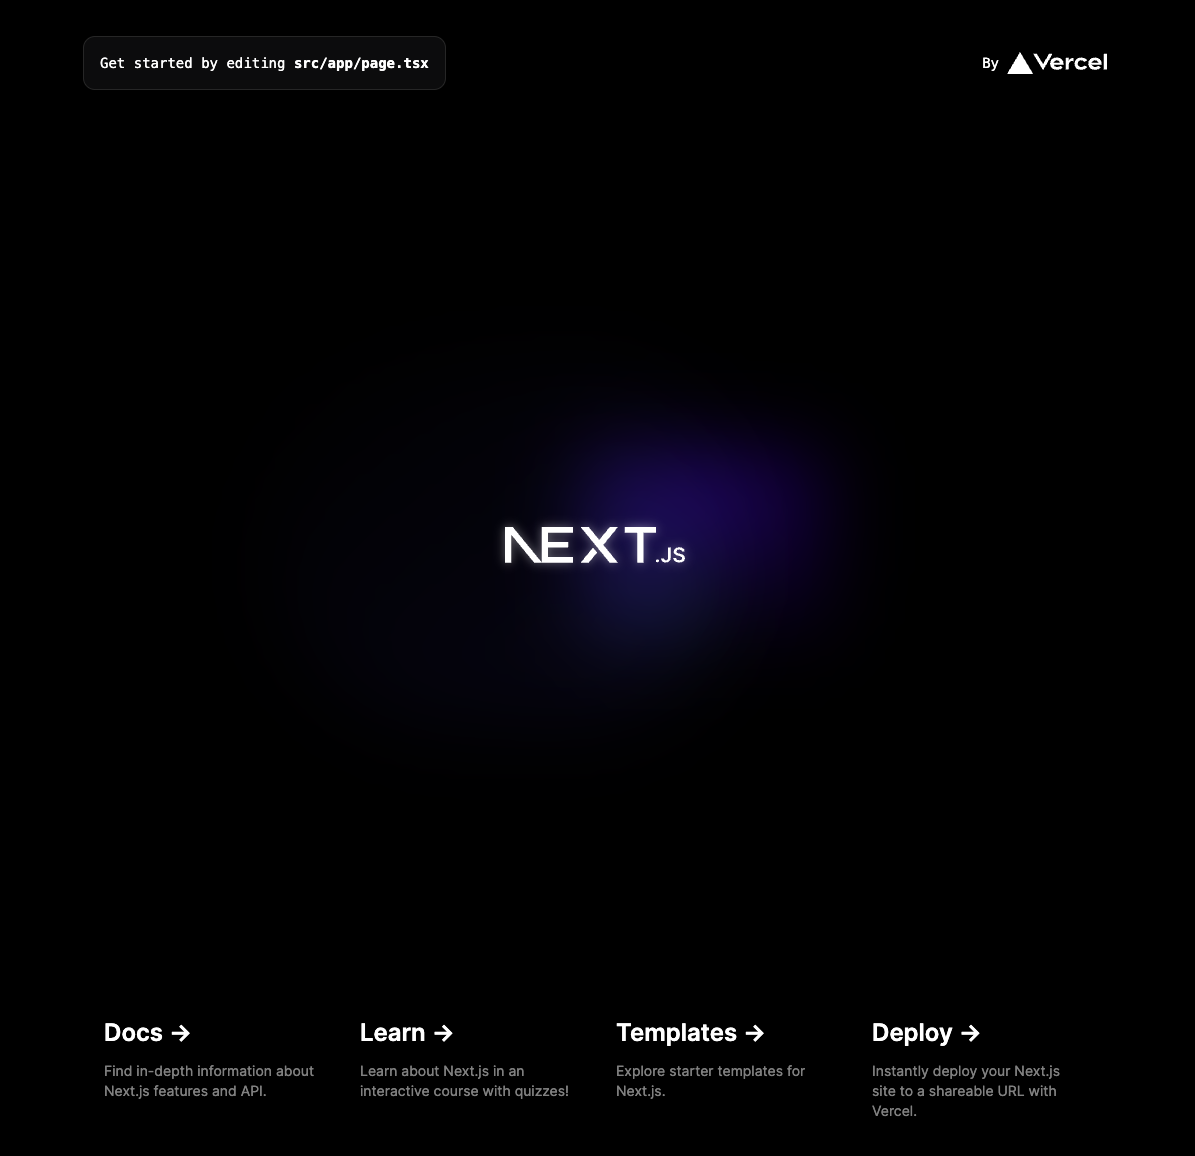 Get started by editing src/app/page.tsx
By Vercel
NEXT.JS
Docs →
Find in-depth information about
Next.js features and API.
Learn →
Learn about Next.js in an
interactive course with quizzes!
Templates →
Explore starter templates for
Next.js.
Deploy →
Instantly deploy your Next.js
site to a shareable URL with
Vercel.